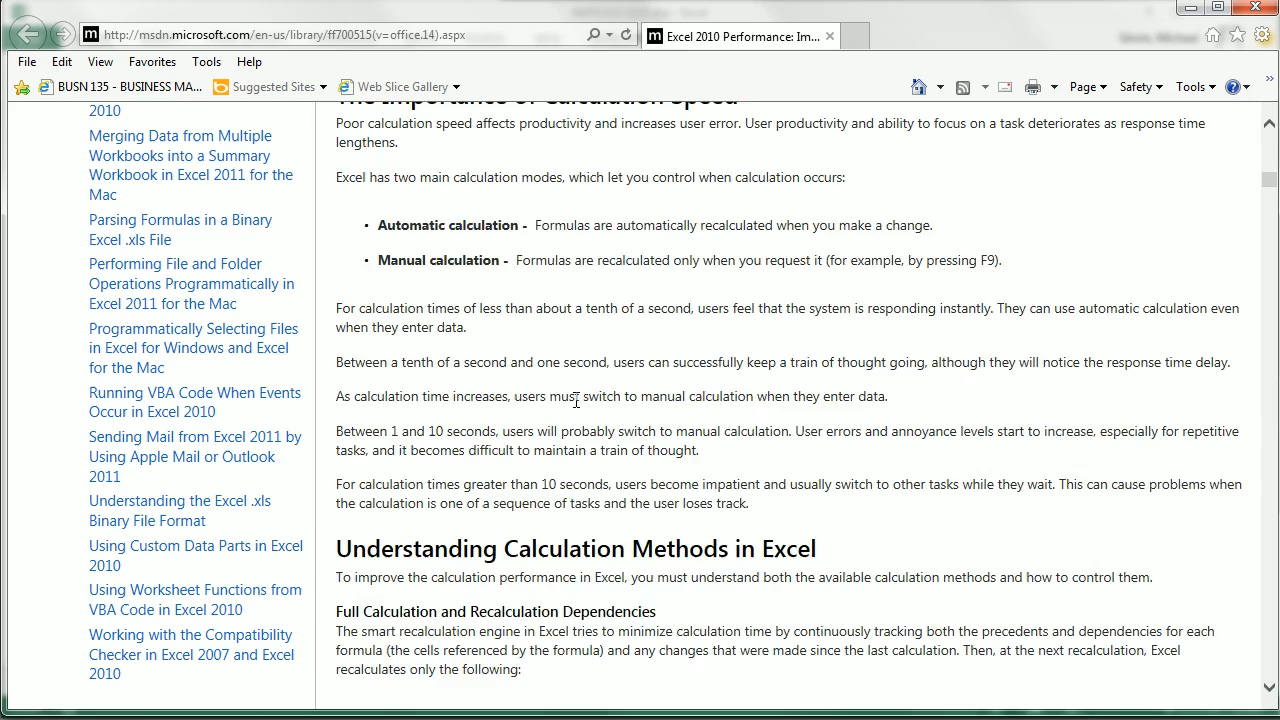 http://msdn.microsoft.com/en-us/library/ff700515(v=office.14).aspx
Excel 2010 Performance: Im...
File Edit View Favorites Tools Help
BUSN 135 - BUSINESS MA... Suggested Sites Web Slice Gallery Page Safety Tools
2010
Merging Data from Multiple
Workbooks into a Summary
Workbook in Excel 2011 for the
Mac
Parsing Formulas in a Binary
Excel .xls File
Performing File and Folder
Operations Programmatically in
Excel 2011 for the Mac
Programmatically Selecting Files
in Excel for Windows and Excel
for the Mac
Running VBA Code When Events
Occur in Excel 2010
Sending Mail from Excel 2011 by
Using Apple Mail or Outlook
2011
Understanding the Excel .xls
Binary File Format
Using Custom Data Parts in Excel
2010
Using Worksheet Functions from
VBA Code in Excel 2010
Working with the Compatibility
Checker in Excel 2007 and Excel
2010
The Importance of Calculation Speed
Poor calculation speed affects productivity and increases user error. User productivity and ability to focus on a task deteriorates as response time
lengthens.
Excel has two main calculation modes, which let you control when calculation occurs:
• Automatic calculation - Formulas are automatically recalculated when you make a change.
• Manual calculation - Formulas are recalculated only when you request it (for example, by pressing F9).
For calculation times of less than about a tenth of a second, users feel that the system is responding instantly. They can use automatic calculation even
when they enter data.
Between a tenth of a second and one second, users can successfully keep a train of thought going, although they will notice the response time delay.
As calculation time increases, users must switch to manual calculation when they enter data.
Between 1 and 10 seconds, users will probably switch to manual calculation. User errors and annoyance levels start to increase, especially for repetitive
tasks, and it becomes difficult to maintain a train of thought.
For calculation times greater than 10 seconds, users become impatient and usually switch to other tasks while they wait. This can cause problems when
the calculation is one of a sequence of tasks and the user loses track.
Understanding Calculation Methods in Excel
To improve the calculation performance in Excel, you must understand both the available calculation methods and how to control them.
Full Calculation and Recalculation Dependencies
The smart recalculation engine in Excel tries to minimize calculation time by continuously tracking both the precedents and dependencies for each
formula (the cells referenced by the formula) and any changes that were made since the last calculation. Then, at the next recalculation, Excel
recalculates only the following: